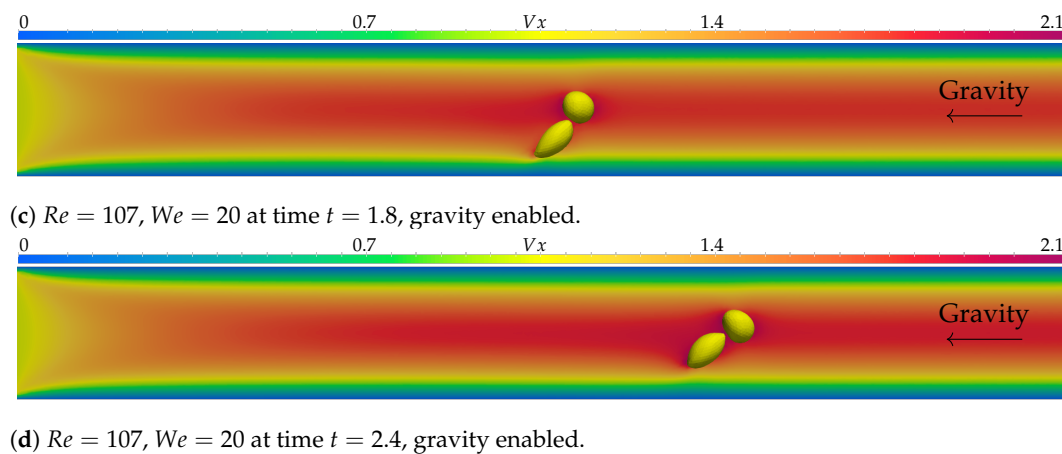 0 0.7 Vx 1.4 2.1
Gravity
(c) Re = 107, We = 20 at time t = 1.8, gravity enabled.
0 0.7 Vx 1.4 2.1
Gravity
(d) Re = 107, We = 20 at time t = 2.4, gravity enabled.